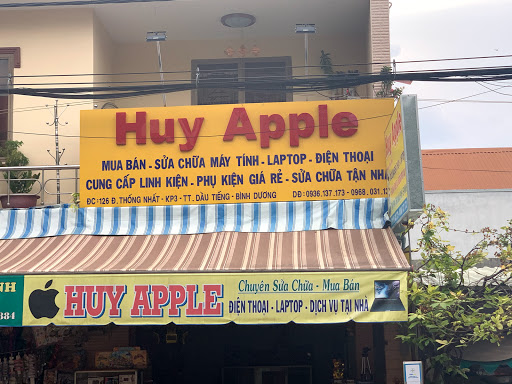 Huy Apple
MUA BÁN - SỬA CHỮA MÁY TÍNH - LAPTOP - ĐIỆN THOẠI
CUNG CẤP LINH KIỆN - PHỤ KIỆN GIÁ RẺ - SỬA CHỮA TẬN NHÀ
ĐC: 126 Đ. THỐNG NHẤT - KP3 - TT. DẦU TIẾNG - BÌNH DƯƠNG DĐ: 0936.137.173 - 0968.031.
HUY APPLE
Chuyên Sửa Chữa - Mua Bán
ĐIỆN THOẠI - LAPTOP - DỊCH VỤ TẠI NHÀ